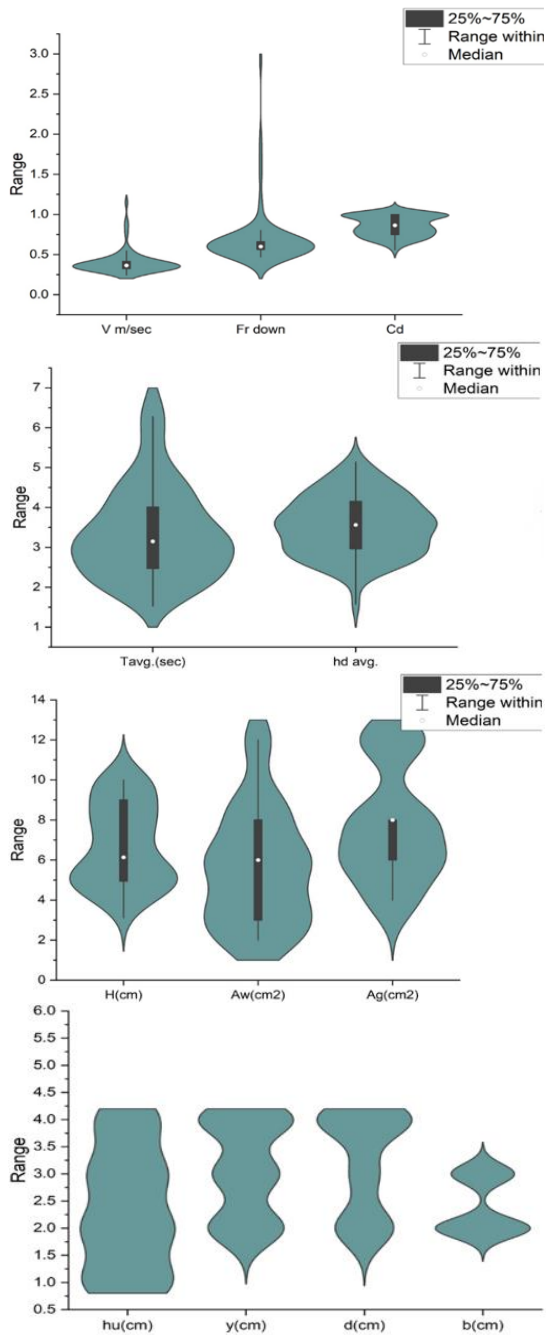 25%~75%
Range within
Median
3.0
2.5
2.0
1.5
1.0
0.5
0.0
Range
V m/sec
Fr down
Cd
25%~75%
Range within
Median
7
6
5
4
3
2
1
Range
Tavg.(sec)
hd avg.
25%~75%
Range within
Median
14
12
10
8
6
4
2
0
Range
H(cm)
Aw(cm2)
Ag(cm2)
6.0
5.5
5.0
4.5
4.0
3.5
3.0
2.5
2.0
1.5
1.0
0.5
Range
hu(cm)
y(cm)
d(cm)
b(cm)